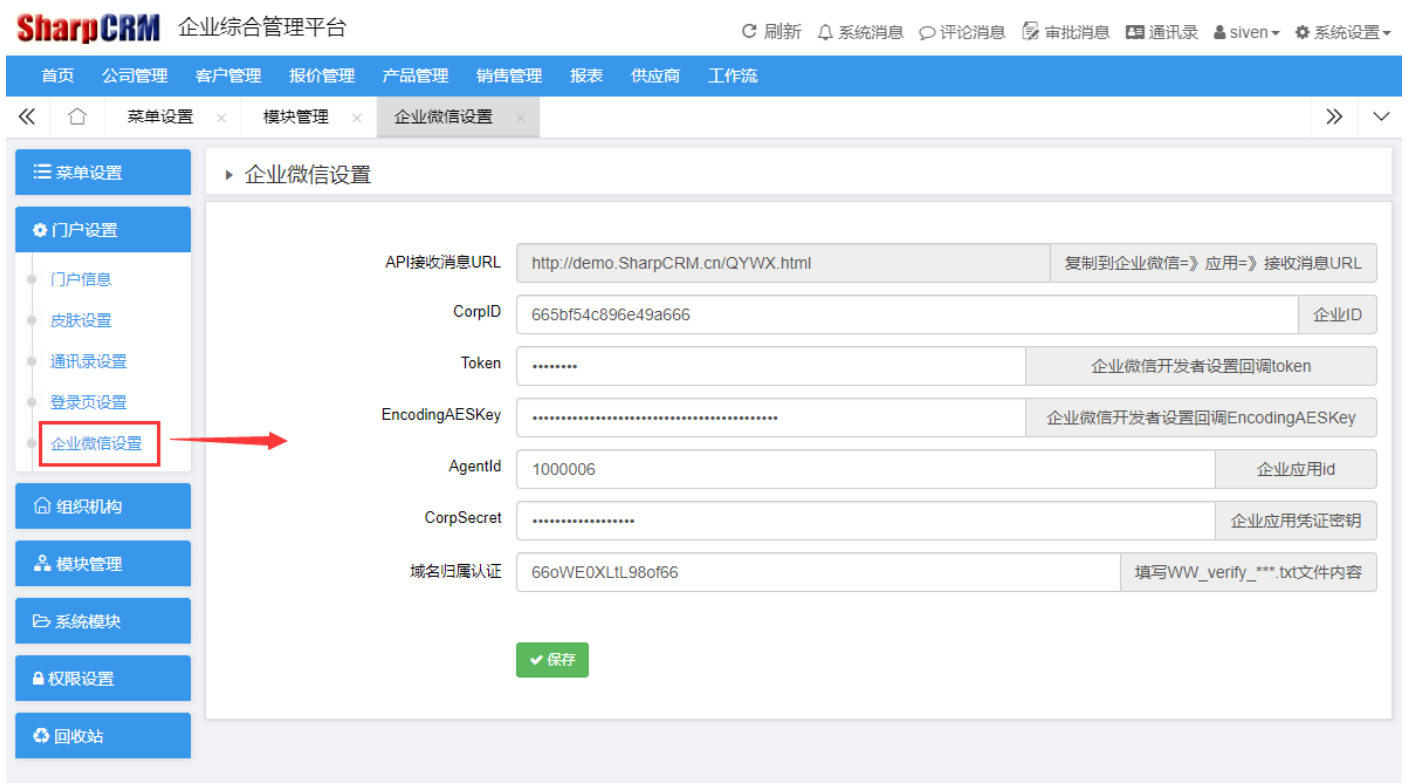 SharpCRM 企业综合管理平台 刷新 系统消息 评论消息 审批消息 通讯录 siven 系统设置
首页 公司管理 客户管理 报价管理 产品管理 销售管理 报表 供应商 工作流
菜单设置 × 模块管理 × 企业微信设置 ×
菜单设置
门户设置
门户信息
皮肤设置
通讯录设置
登录页设置
企业微信设置
组织机构
模块管理
系统模块
权限设置
回收站
企业微信设置
API接收消息URL http://demo.SharpCRM.cn/QYWX.html 复制到企业微信=》应用=》接收消息URL
CorpID 665bf54c896e49a666 企业ID
Token •••••••• 企业微信开发者设置回调token
EncodingAESKey ••••••••••••••••••••••••••••••••••••••••••• 企业微信开发者设置回调EncodingAESKey
AgentId 1000006 企业应用id
CorpSecret •••••••••••••••••• 企业应用凭证密钥
域名归属认证 66oWE0XLtL98of66 填写WW_verify_***.txt文件内容
保存